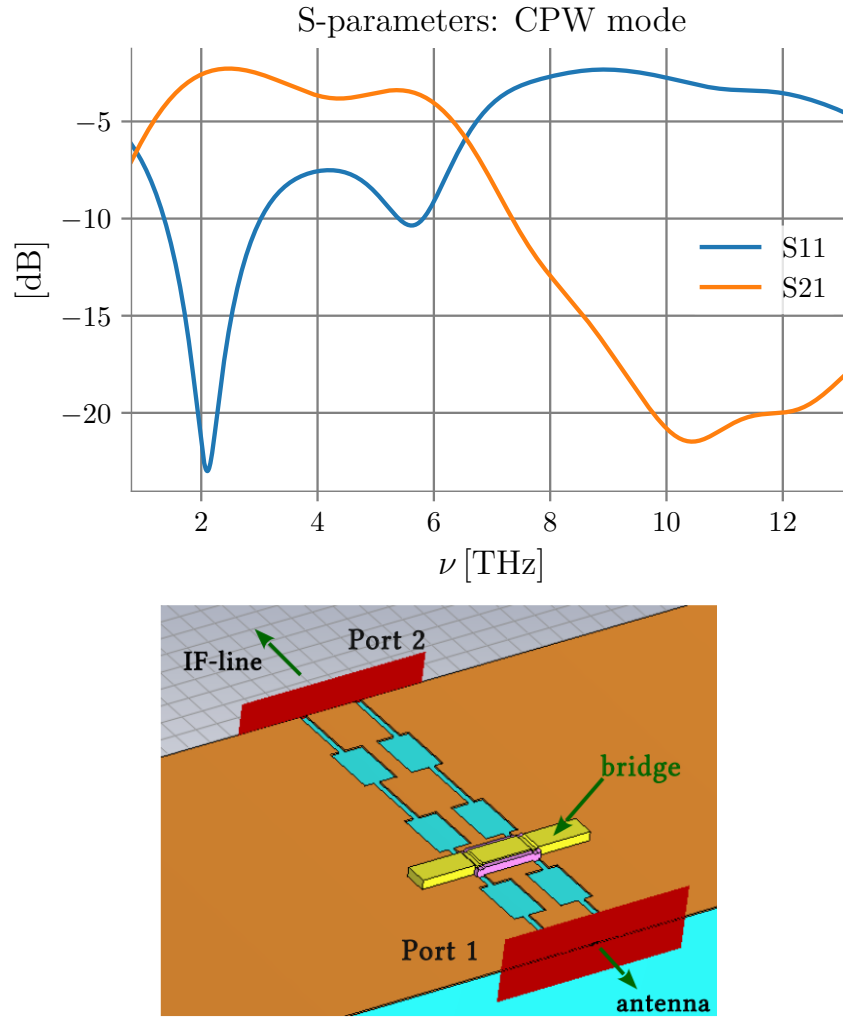 S-parameters: CPW mode
−5
−10
−15
−20
[dB]
S11
S21
2 4 6 8 10 12
ν [THz]
Port 2
IF-line
bridge
Port 1
antenna